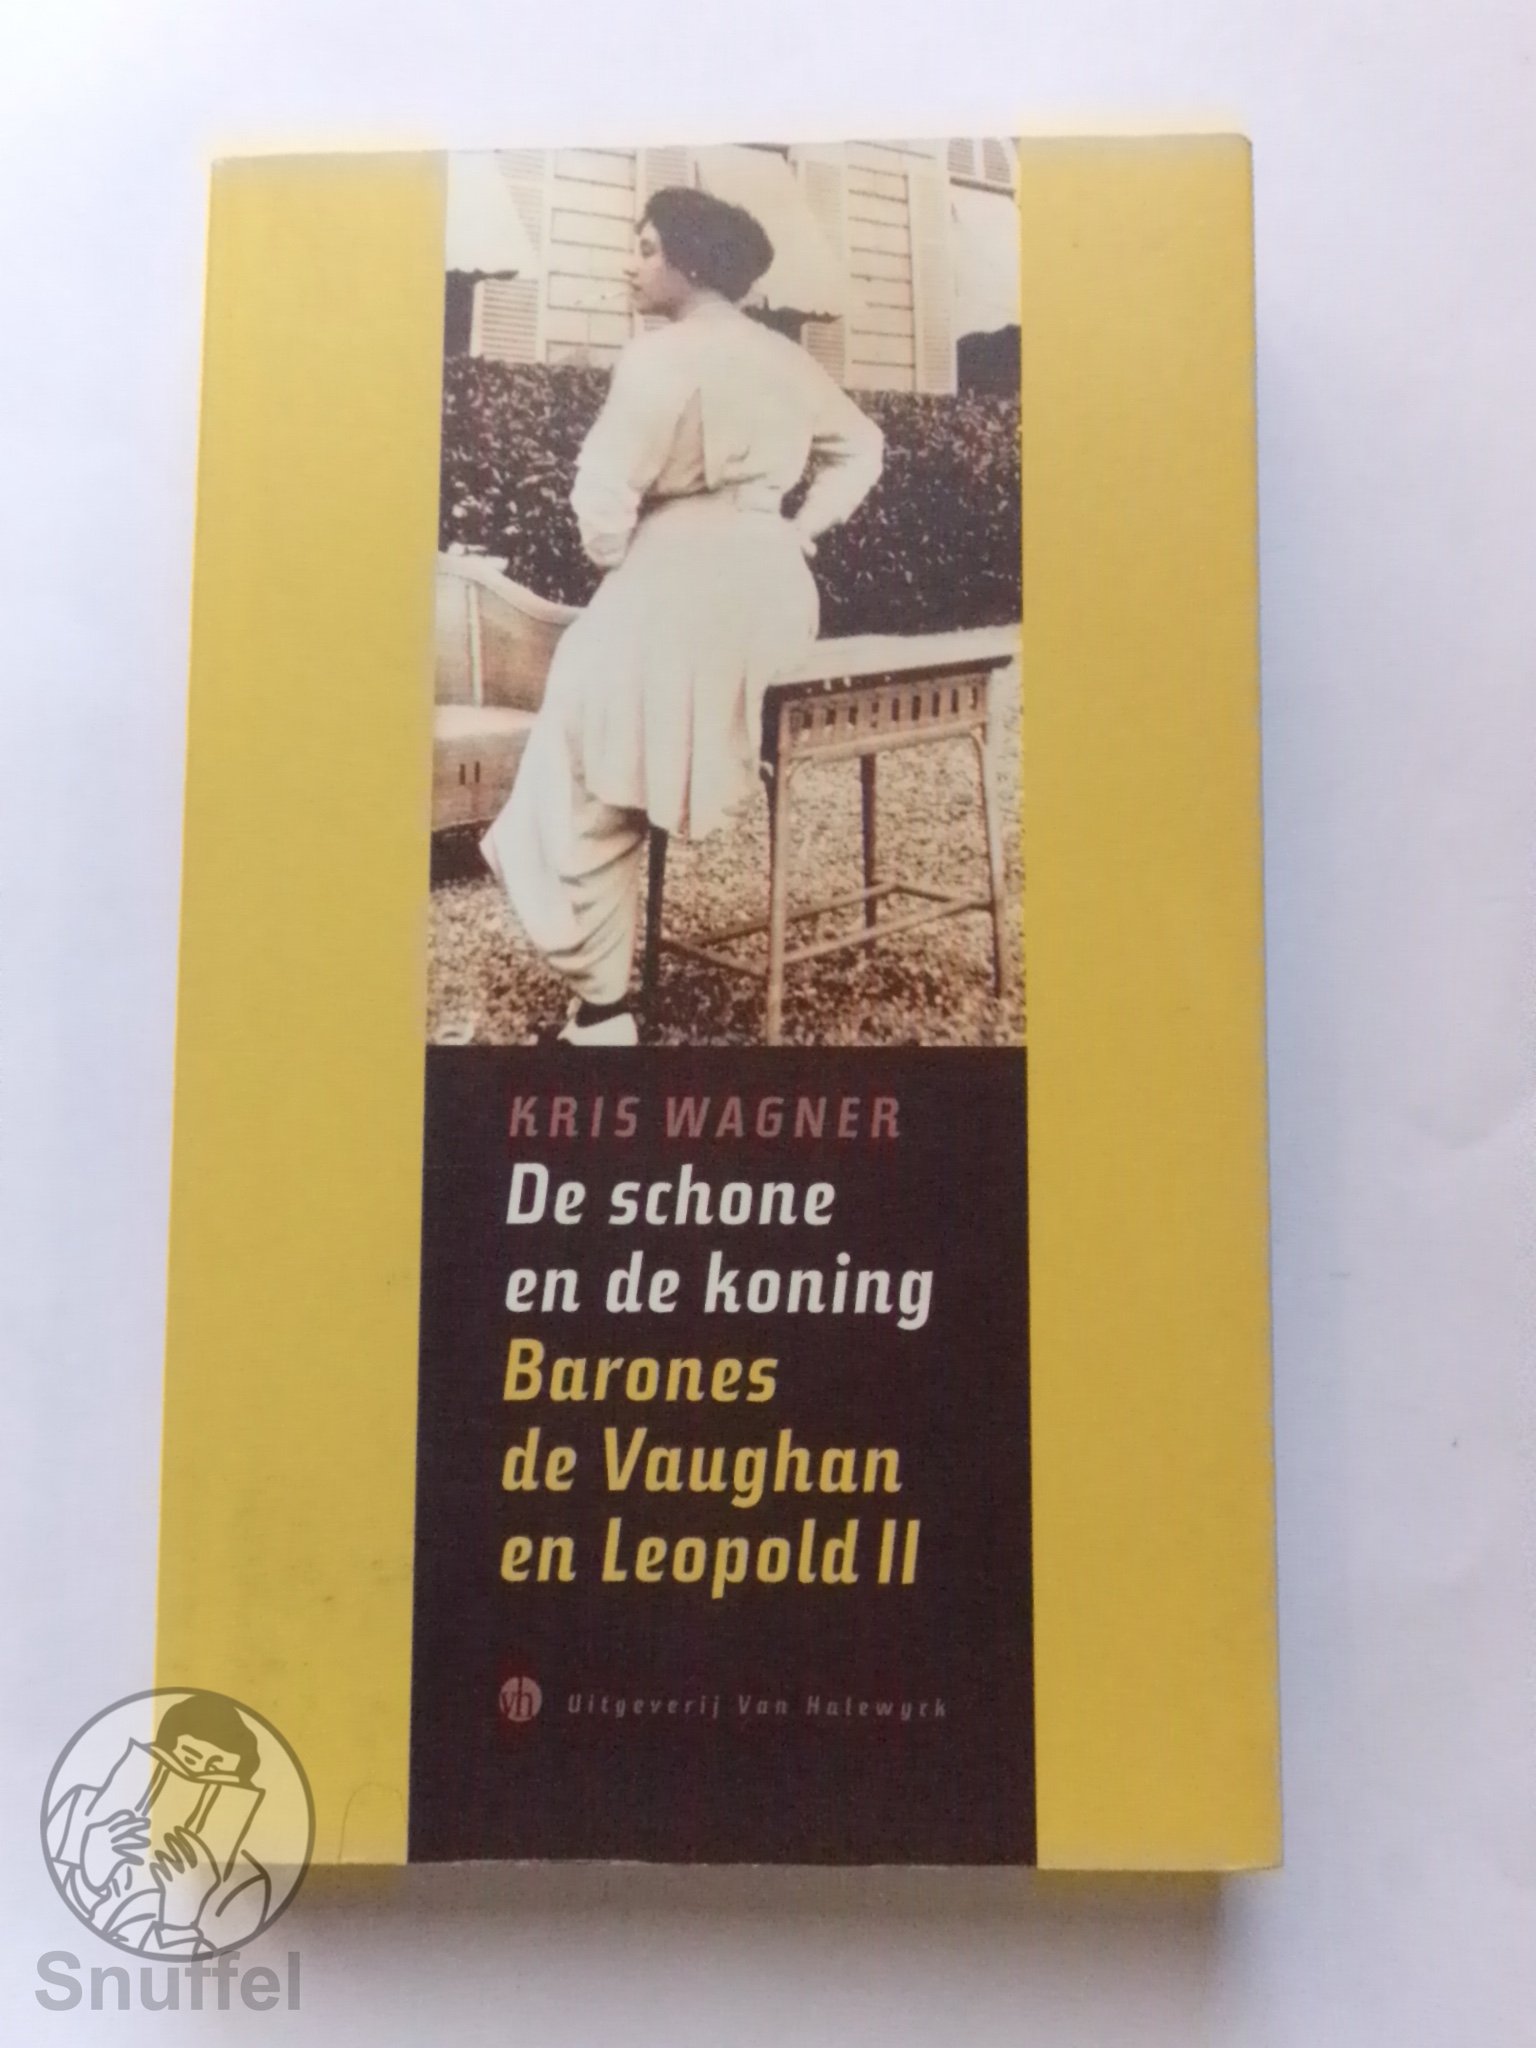 KRIS WAGNER
De schone
en de koning
Barones
de Vaughan
en Leopold II
vh Uitgeverij Van Halewyck
Snuffel